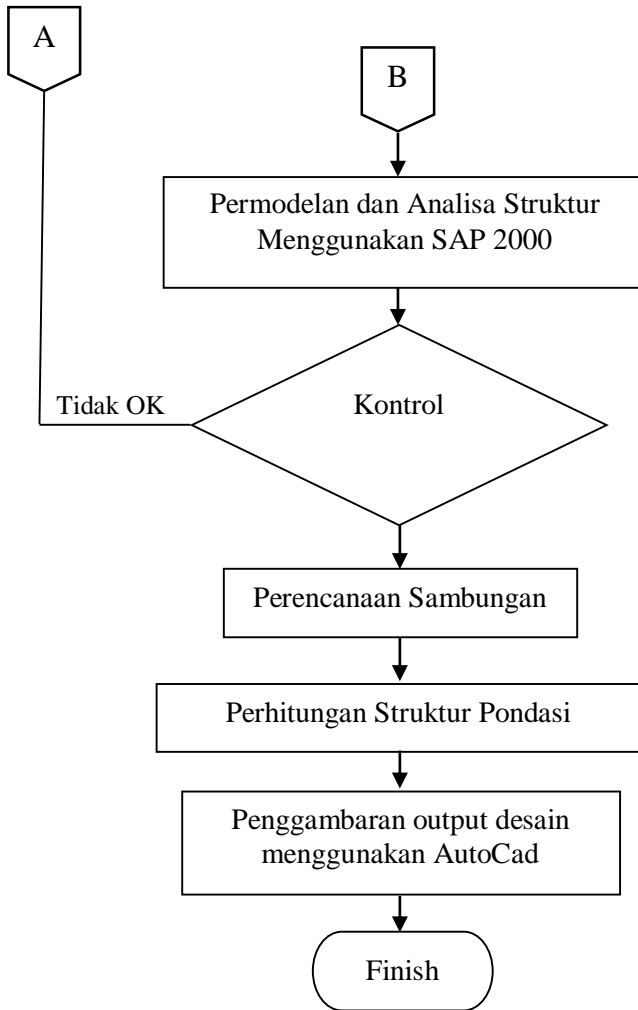 A
B
Permodelan dan Analisa Struktur
Menggunakan SAP 2000
Tidak OK
Kontrol
Perencanaan Sambungan
Perhitungan Struktur Pondasi
Penggambaran output desain
menggunakan AutoCad
Finish